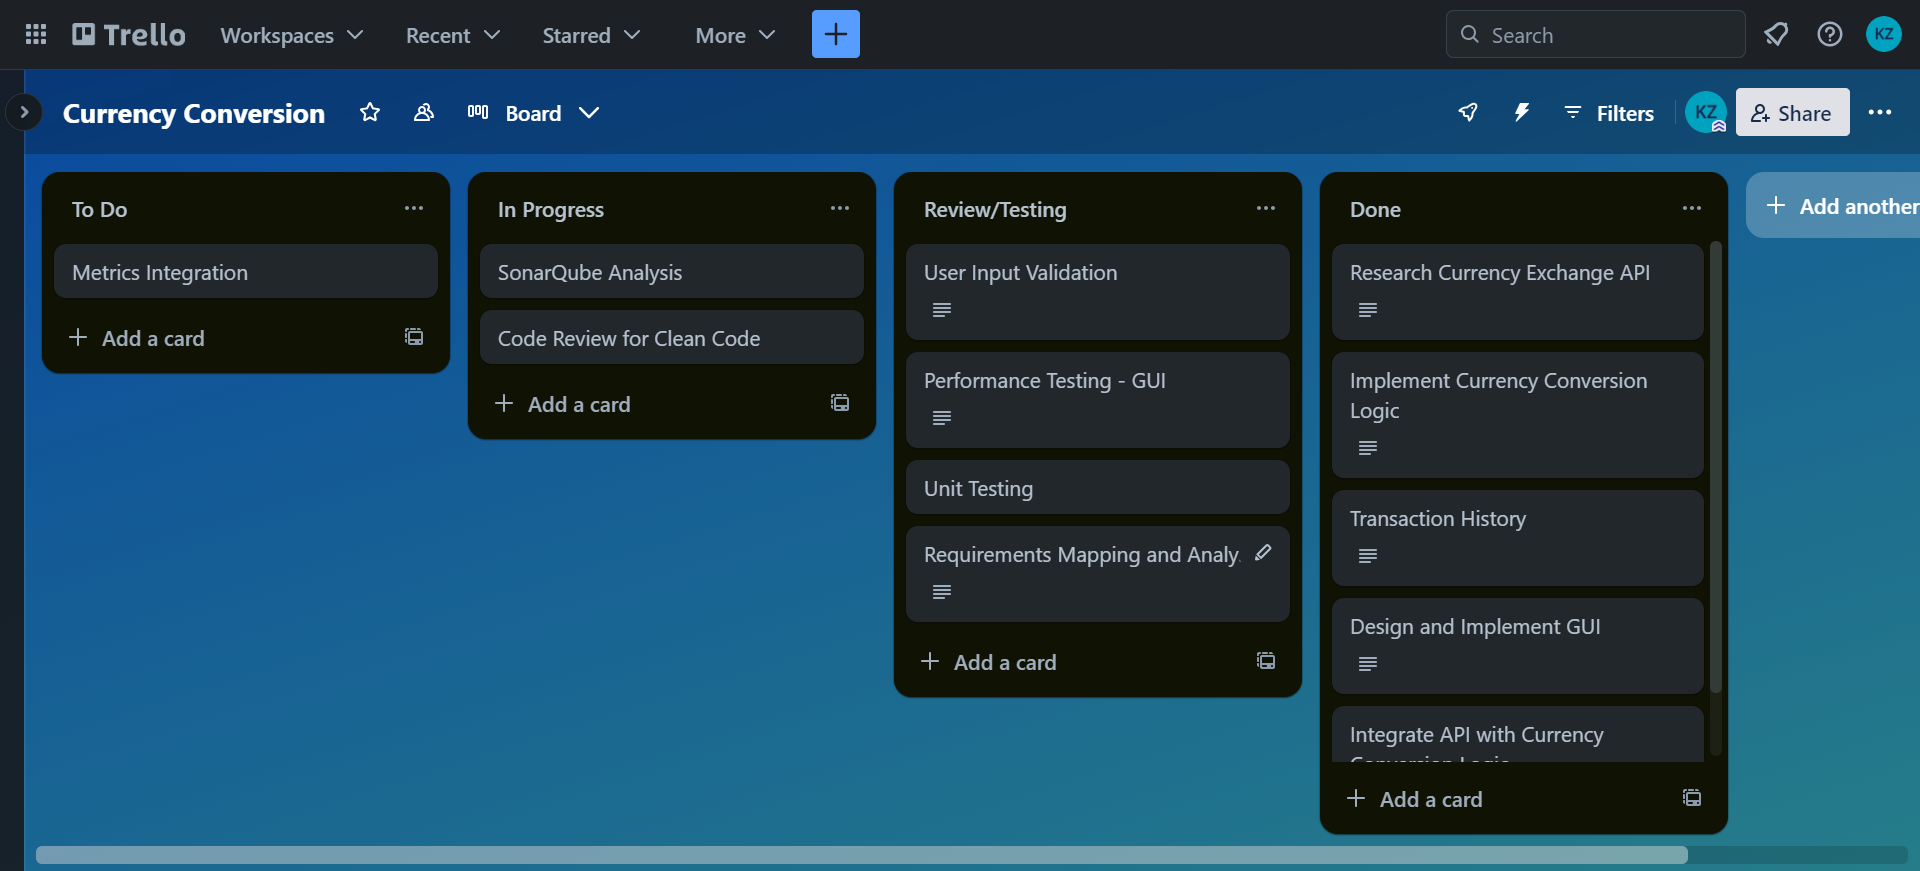 Trello
Workspaces
Recent
Starred
More
Search
KZ
Currency Conversion
Board
Filters
KZ
Share
To Do
Metrics Integration
Add a card
In Progress
SonarQube Analysis
Code Review for Clean Code
Add a card
Review/Testing
User Input Validation
Performance Testing - GUI
Unit Testing
Requirements Mapping and Analy
Add a card
Done
Research Currency Exchange API
Implement Currency Conversion
Logic
Transaction History
Design and Implement GUI
Integrate API with Currency
Conversion Logic
Add a card
Add another